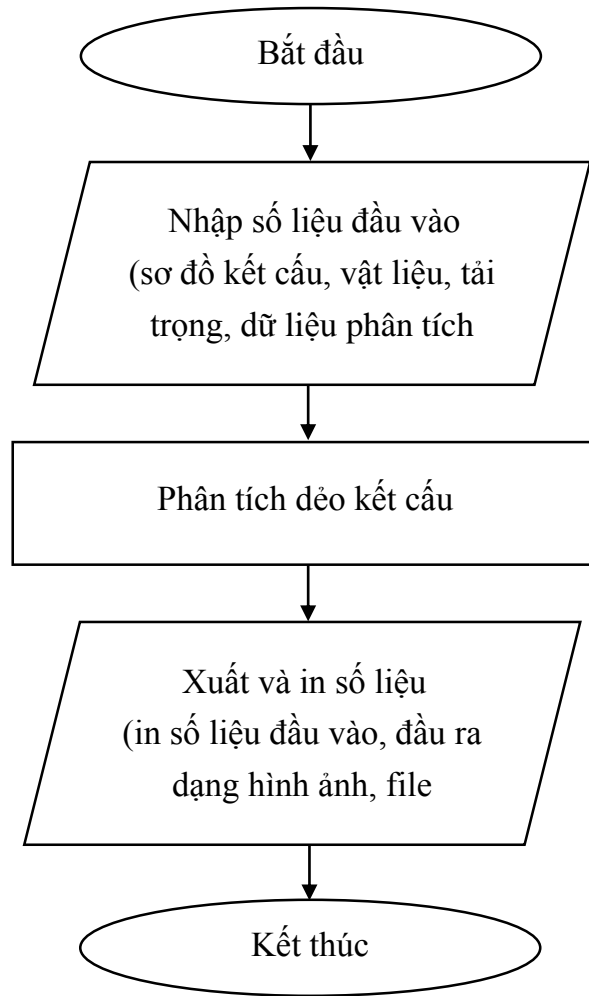 Bắt đầu
Nhập số liệu đầu vào
(sơ đồ kết cấu, vật liệu, tải
trọng, dữ liệu phân tích
Phân tích dẻo kết cấu
Xuất và in số liệu
(in số liệu đầu vào, đầu ra
dạng hình ảnh, file
Kết thúc